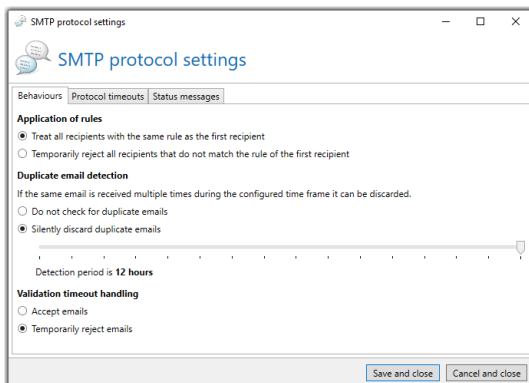 SMTP protocol settings
SMTP protocol settings
Behaviours Protocol timeouts Status messages
Application of rules
Treat all recipients with the same rule as the first recipient
Temporarily reject all recipients that do not match the rule of the first recipient
Duplicate email detection
If the same email is received multiple times during the configured time frame it can be discarded.
Do not check for duplicate emails
Silently discard duplicate emails
Detection period is 12 hours
Validation timeout handling
Accept emails
Temporarily reject emails
Save and close Cancel and close